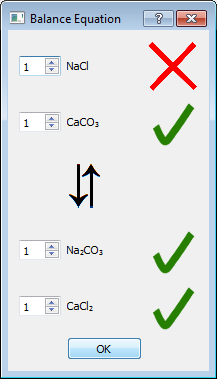 Balance Equation
1 NaCl
1 CaCO₃
1 Na₂CO₃
1 CaCl₂
OK